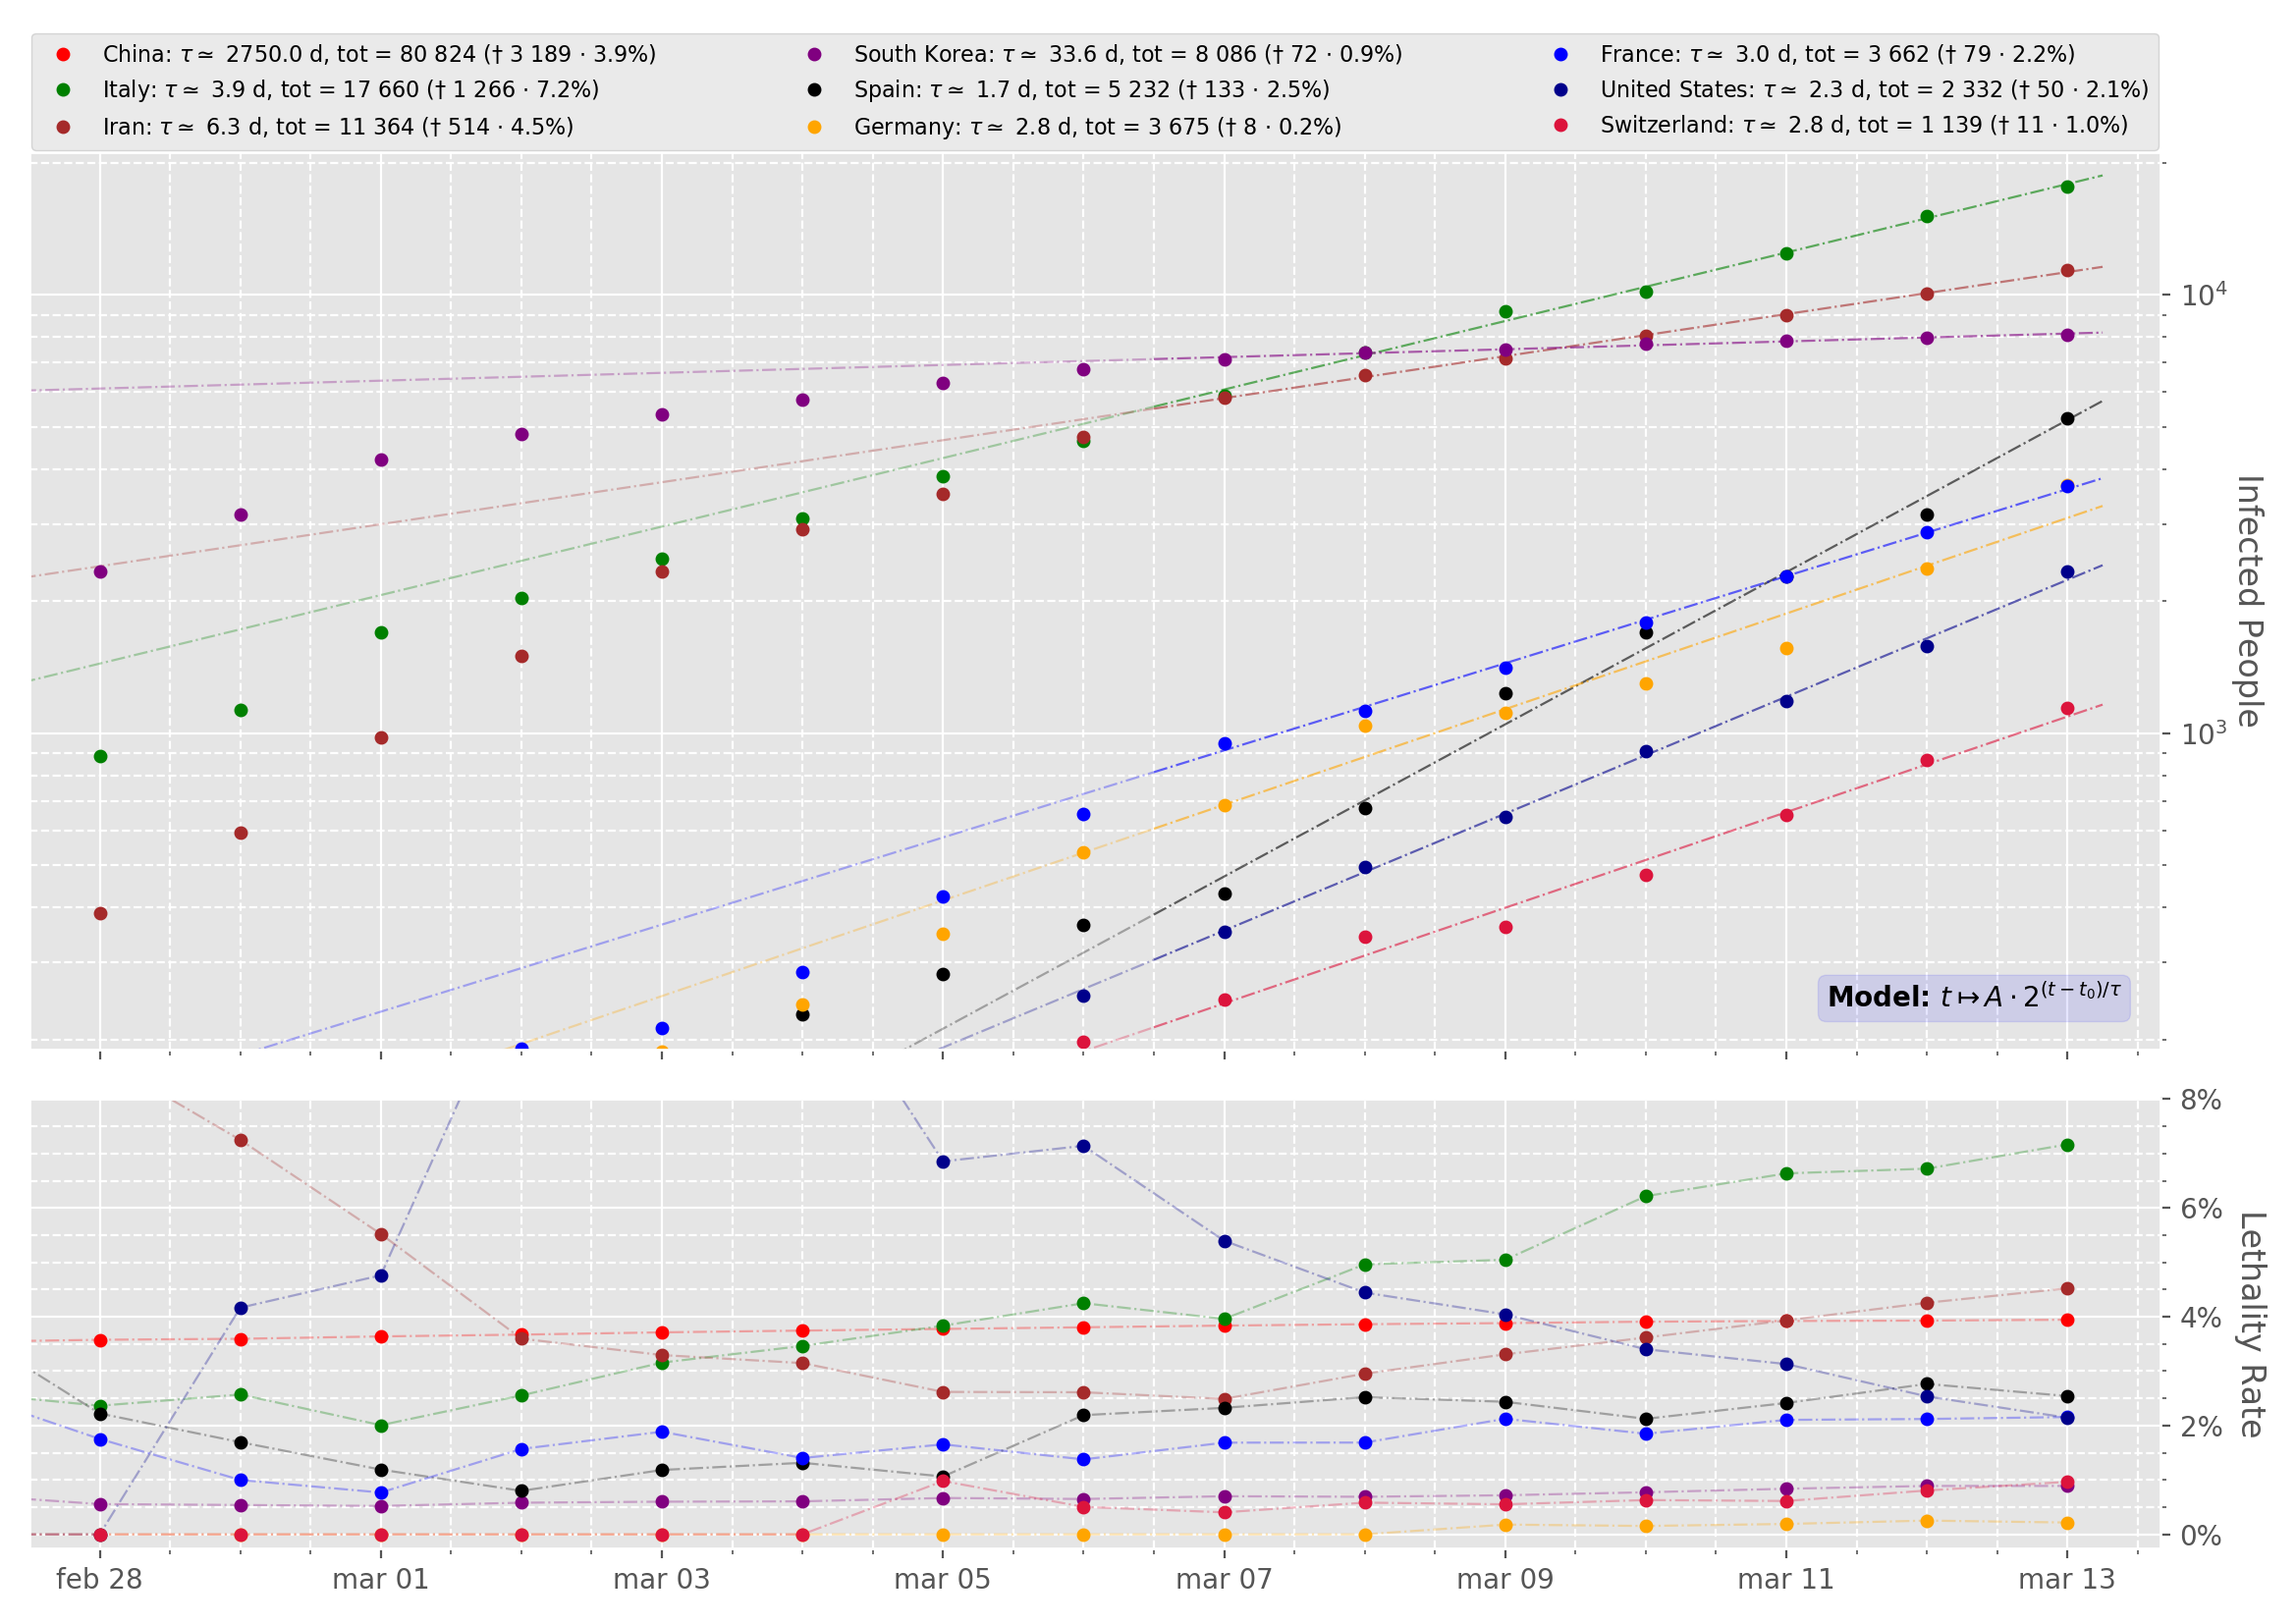 China: τ≃ 2750.0 d, tot = 80 824 († 3 189 · 3.9%)
Italy: τ≃ 3.9 d, tot = 17 660 († 1 266 · 7.2%)
Iran: τ≃ 6.3 d, tot = 11 364 († 514 · 4.5%)
South Korea: τ≃ 33.6 d, tot = 8 086 († 72 · 0.9%)
Spain: τ≃ 1.7 d, tot = 5 232 († 133 · 2.5%)
Germany: τ≃ 2.8 d, tot = 3 675 († 8 · 0.2%)
France: τ≃ 3.0 d, tot = 3 662 († 79 · 2.2%)
United States: τ≃ 2.3 d, tot = 2 332 († 50 · 2.1%)
Switzerland: τ≃ 2.8 d, tot = 1 139 († 11 · 1.0%)
10⁴
10³
Infected People
Model: t ↦ A · 2^{(t − t₀)/τ}
8%
6%
4%
2%
0%
Lethality Rate
feb 28 mar 01 mar 03 mar 05 mar 07 mar 09 mar 11 mar 13